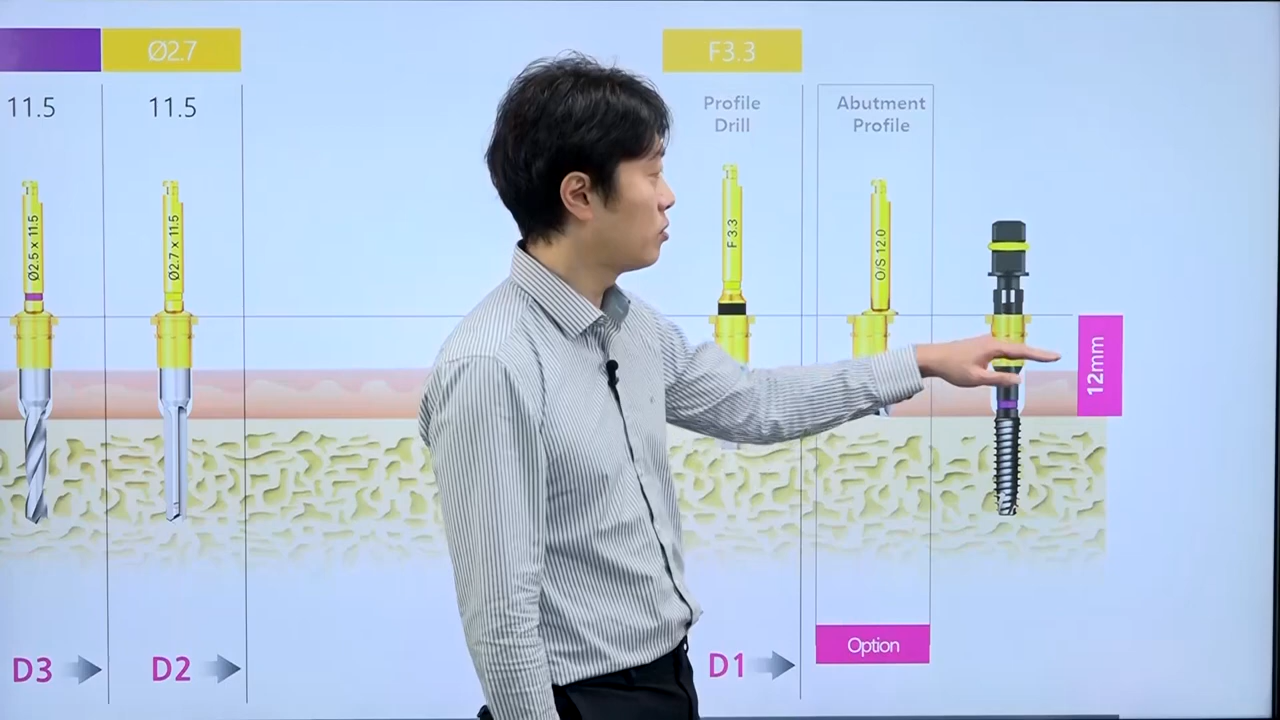 Ø2.7
F3.3
11.5
11.5
Profile
Drill
Abutment
Profile
Ø2.5 x 11.5
Ø2.7 x 11.5
F 3.3
O/S 12.0
12mm
Option
D3
D2
D1